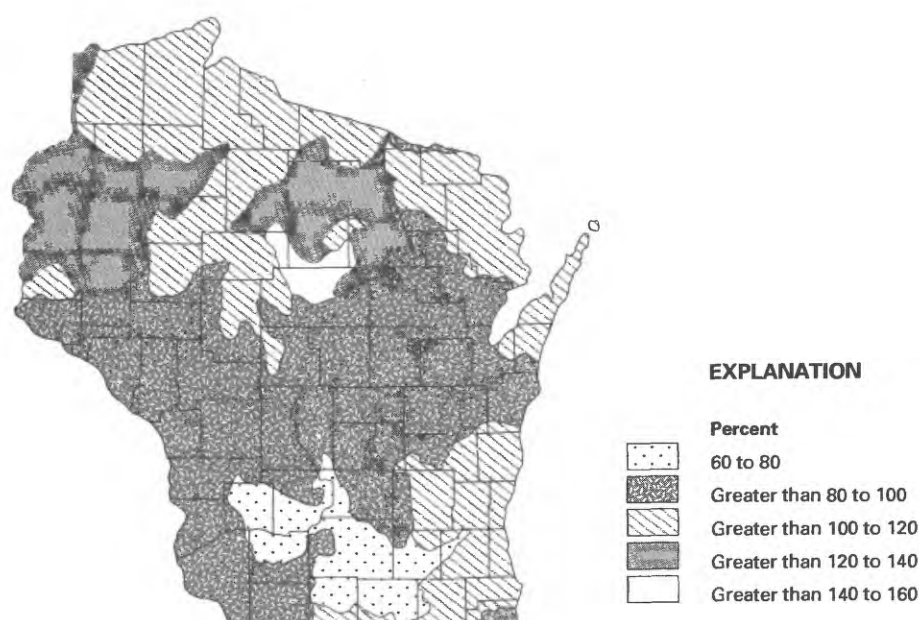 EXPLANATION
Percent
60 to 80
Greater than 80 to 100
Greater than 100 to 120
Greater than 120 to 140
Greater than 140 to 160